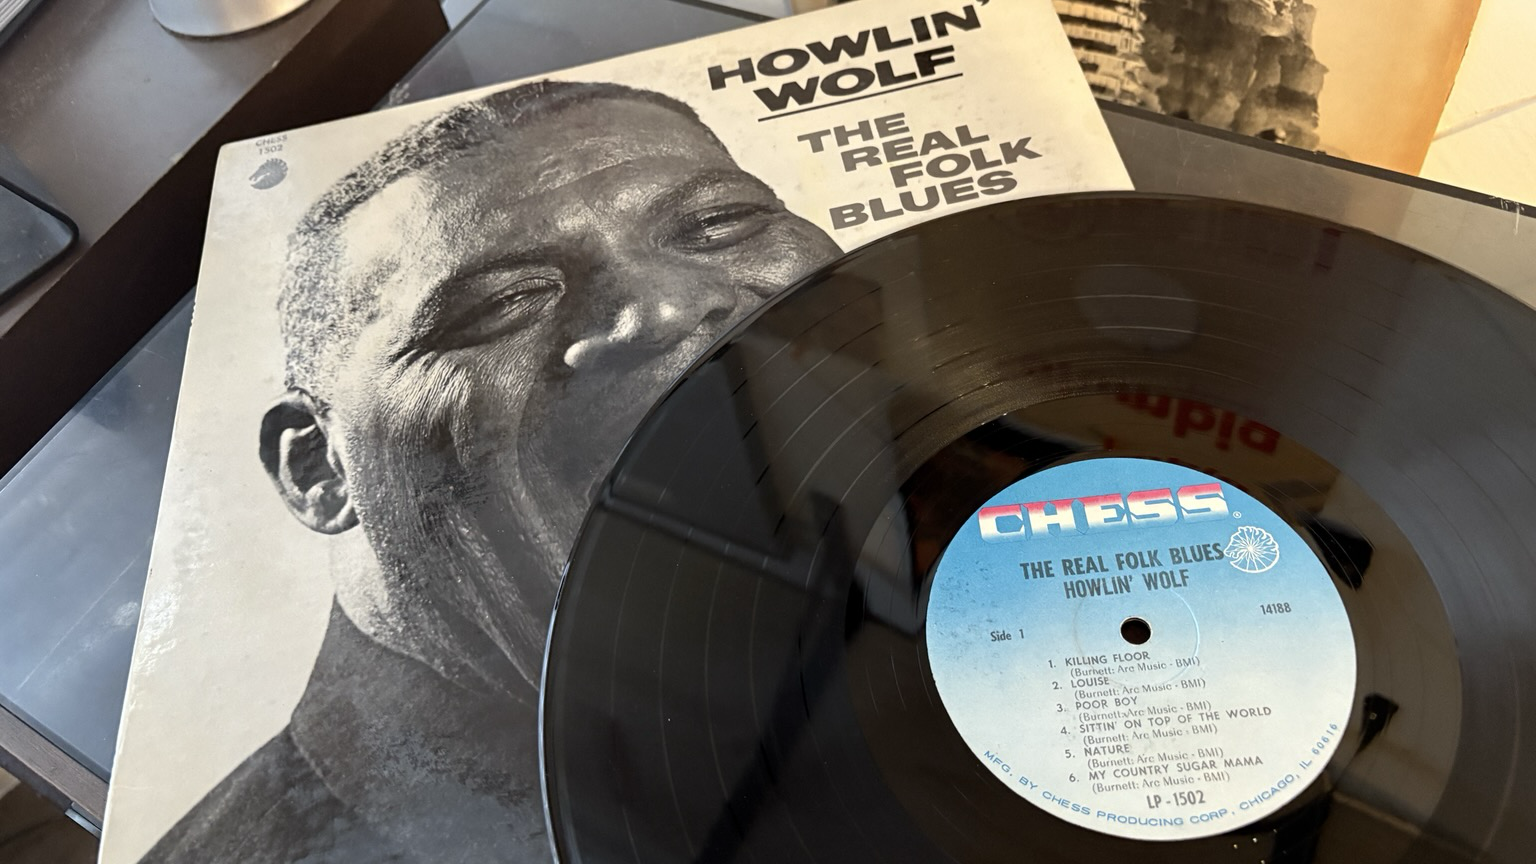 HOWLIN'
WOLF
THE
REAL
FOLK
BLUES
CHESS
1502
CHESS®
THE REAL FOLK BLUES
HOWLIN' WOLF
14188
Side 1
1. KILLING FLOOR
(Burnett: Arc Music - BMI)
2. LOUISE
(Burnett: Arc Music - BMI)
3. POOR BOY
(Burnett: Arc Music - BMI)
4. SITTIN' ON TOP OF THE WORLD
(Burnett: Arc Music - BMI)
5. NATURE
(Burnett: Arc Music - BMI)
6. MY COUNTRY SUGAR MAMA
(Burnett: Arc Music - BMI)
LP-1502
MFG. BY CHESS PRODUCING CORP. CHICAGO, IL 60616